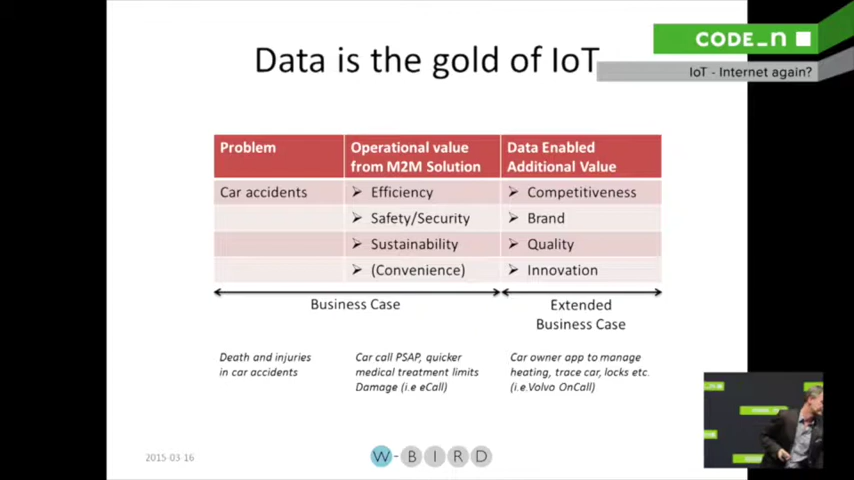 CODE_n
IoT - Internet again?
Data is the gold of IoT
Problem
Operational value
from M2M Solution
Data Enabled
Additional Value
Car accidents
➢ Efficiency
➢ Competitiveness
➢ Safety/Security
➢ Brand
➢ Sustainability
➢ Quality
➢ (Convenience)
➢ Innovation
Business Case
Extended
Business Case
Death and injuries
in car accidents
Car call PSAP, quicker
medical treatment limits
Damage (i.e eCall)
Car owner app to manage
heating, trace car, locks etc.
(i.e.Volvo OnCall)
2015-03-16
W-BIRD